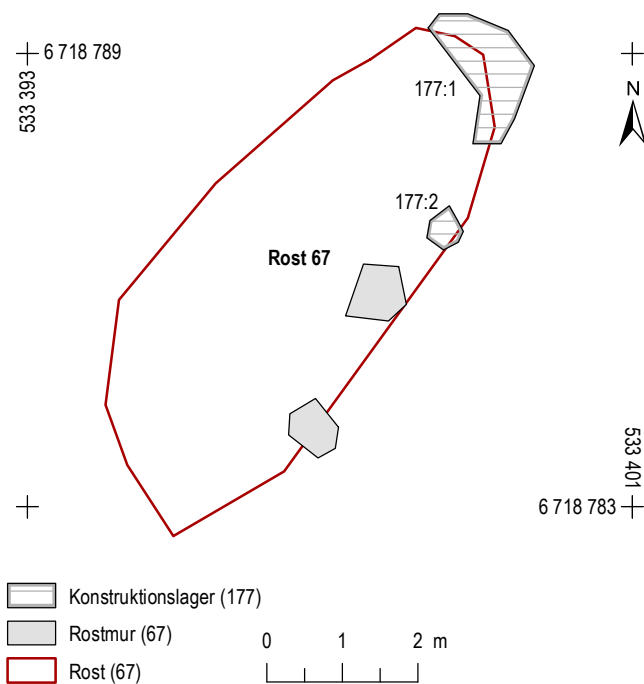 6 718 789
533 393
177:1
N
177:2
Rost 67
533 401
6 718 783
Konstruktionslager (177)
Rostmur (67)
Rost (67)
0 1 2 m